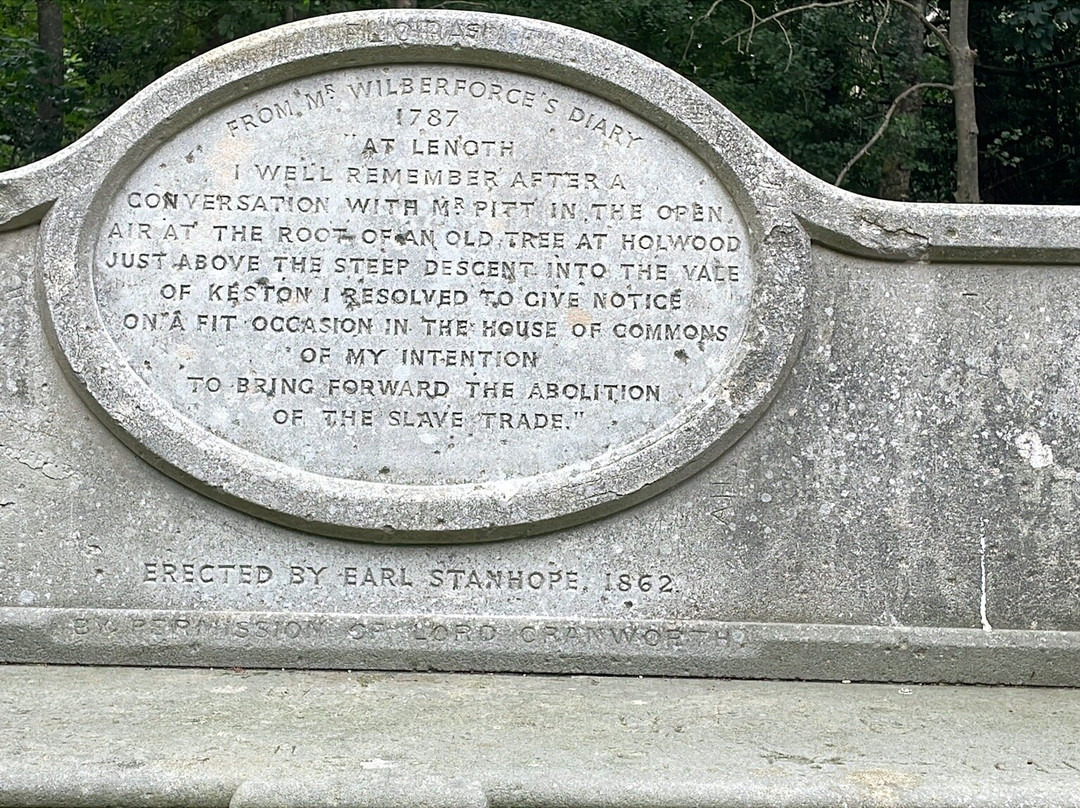 FROM MR WILBERFORCE'S DIARY
1787
"AT LENGTH
I WELL REMEMBER AFTER A
CONVERSATION WITH MR PITT IN THE OPEN
AIR AT THE ROOT OF AN OLD TREE AT HOLWOOD
JUST ABOVE THE STEEP DESCENT INTO THE VALE
OF KESTON I RESOLVED TO GIVE NOTICE
ON A FIT OCCASION IN THE HOUSE OF COMMONS
OF MY INTENTION
TO BRING FORWARD THE ABOLITION
OF THE SLAVE TRADE."
ERECTED BY EARL STANHOPE, 1862.
BY PERMISSION OF LORD CRANWORTH,